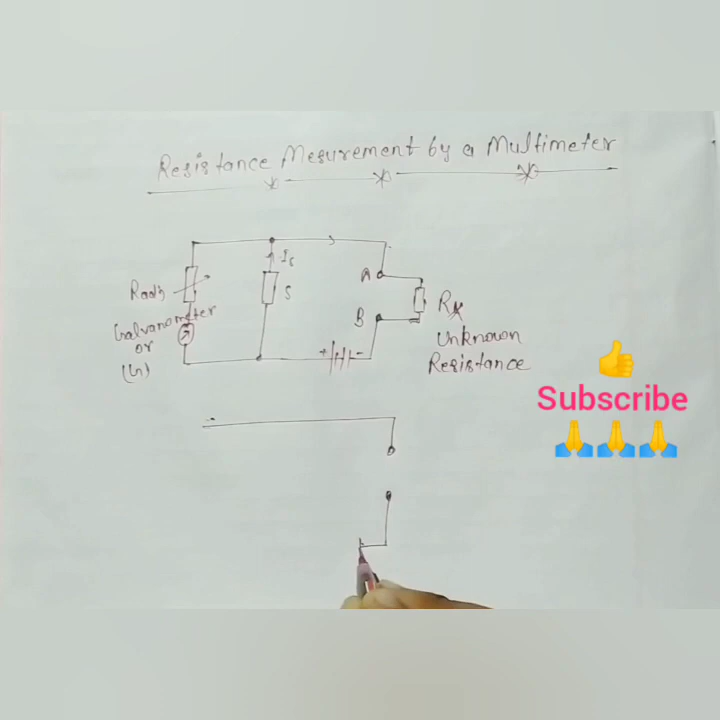 Resistance Mesurement by a Multimeter
Is
Radj
S
A
Rx
Galvanometer
or
(G)
B
+
-
Unknown
Resistance
Subscribe